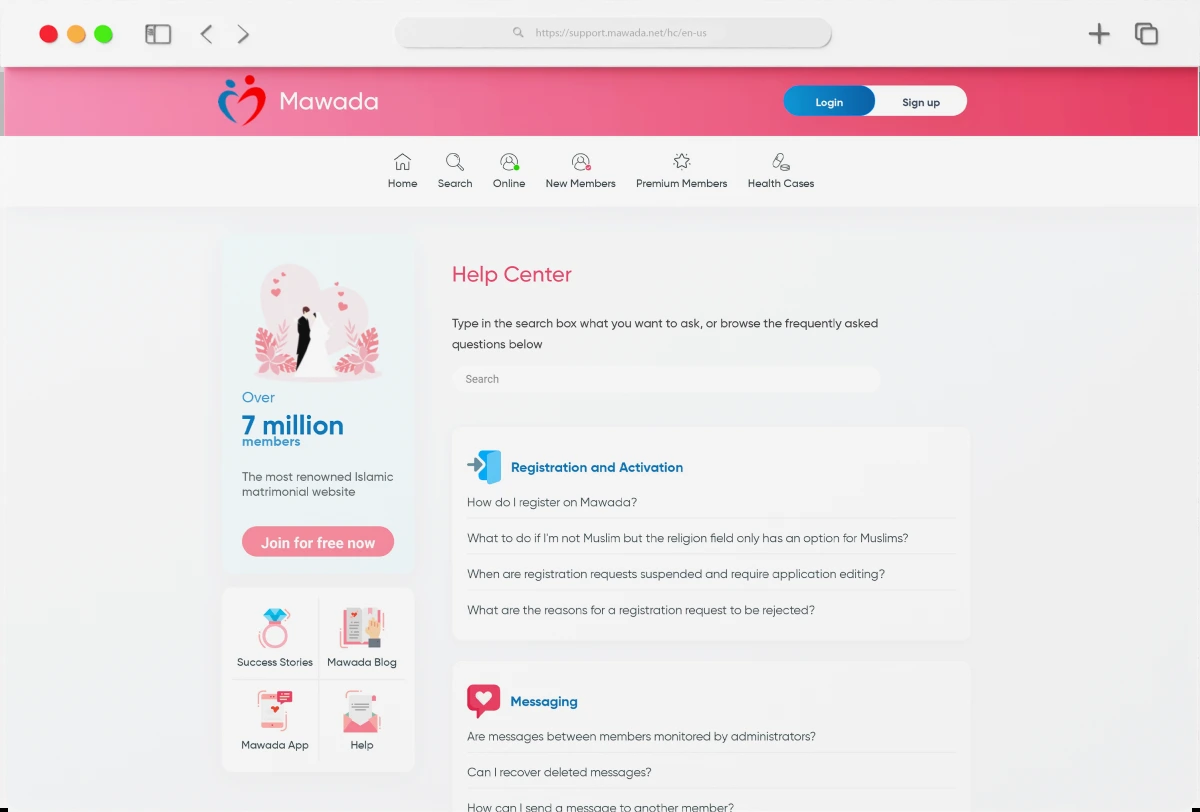 https://support.mawada.net/hc/en-us
Mawada
Login
Sign up
Home
Search
Online
New Members
Premium Members
Health Cases
Over
7 million
members
The most renowned Islamic
matrimonial website
Join for free now
Success Stories
Mawada Blog
Mawada App
Help
Help Center
Type in the search box what you want to ask, or browse the frequently asked
questions below
Search
Registration and Activation
How do I register on Mawada?
What to do if I'm not Muslim but the religion field only has an option for Muslims?
When are registration requests suspended and require application editing?
What are the reasons for a registration request to be rejected?
Messaging
Are messages between members monitored by administrators?
Can I recover deleted messages?
How can I send a message to another member?